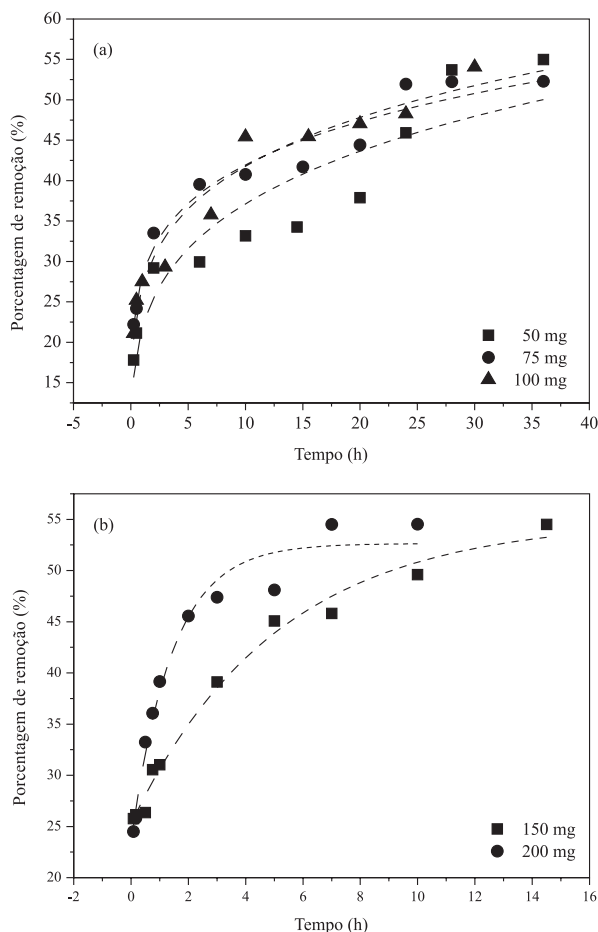 (a)
Porcentagem de remoção (%)
60
55
50
45
40
35
30
25
20
15
50 mg
75 mg
100 mg
-5 0 5 10 15 20 25 30 35 40
Tempo (h)
(b)
Porcentagem de remoção (%)
55
50
45
40
35
30
25
20
150 mg
200 mg
-2 0 2 4 6 8 10 12 14 16
Tempo (h)